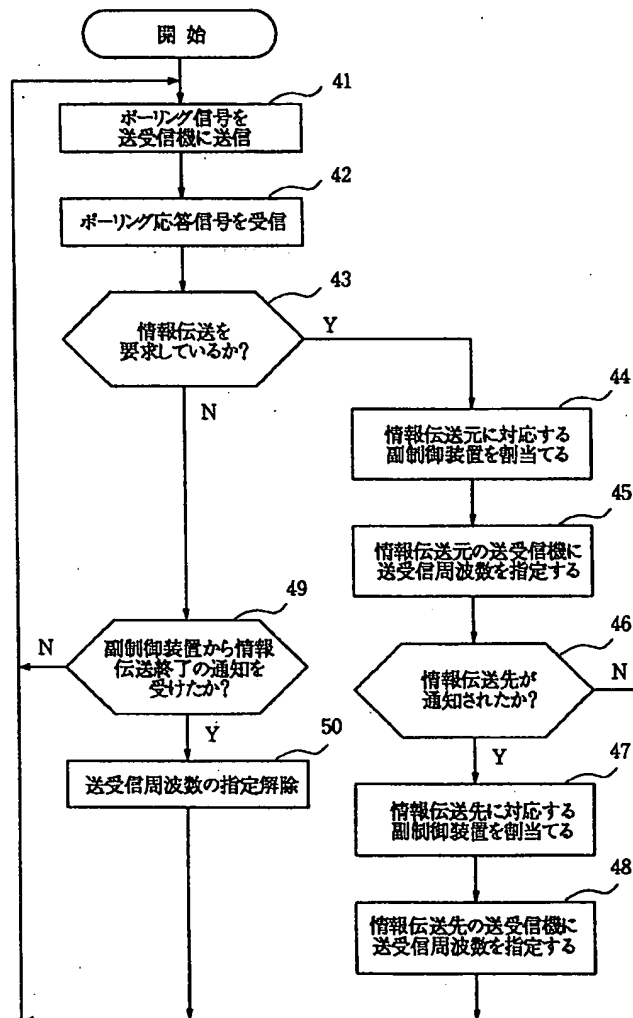 開始
41
ポーリング信号を
送受信機に送信
42
ポーリング応答信号を受信
43
情報伝送を
要求しているか?
Y
N
44
情報伝送元に対応する
副制御装置を割当てる
45
情報伝送元の送受信機に
送受信周波数を指定する
46
情報伝送先が
通知されたか?
N
Y
47
情報伝送先に対応する
副制御装置を割当てる
48
情報伝送先の送受信機に
送受信周波数を指定する
49
副制御装置から情報
伝送終了の通知を
受けたか?
N
Y
50
送受信周波数の指定解除